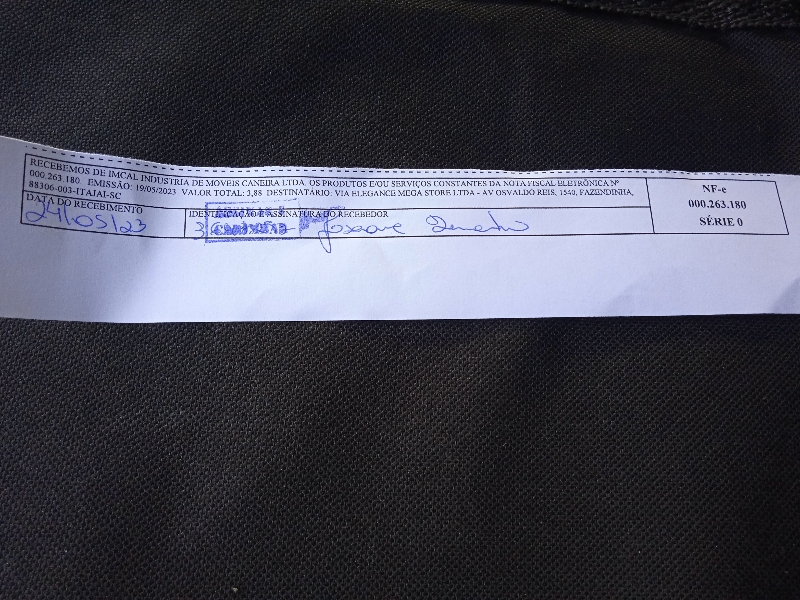 RECEBEMOS DE IMCAL INDUSTRIA DE MOVEIS CANEIRA LTDA. OS PRODUTOS E/OU SERVIÇOS CONSTANTES DA NOTA FISCAL ELETRÔNICA Nº
000.263.180 EMISSÃO: 19/05/2023 VALOR TOTAL: 3,88 DESTINATÁRIO: VIA ELEGANCE MEGA STORE LTDA - AV OSVALDO REIS, 1540, FAZENDINHA,
88306-003-ITAJAI-SC
DATA DO RECEBIMENTO
24/05/23
IDENTIFICAÇÃO E ASSINATURA DO RECEBEDOR
NF-e
000.263.180
SÉRIE 0